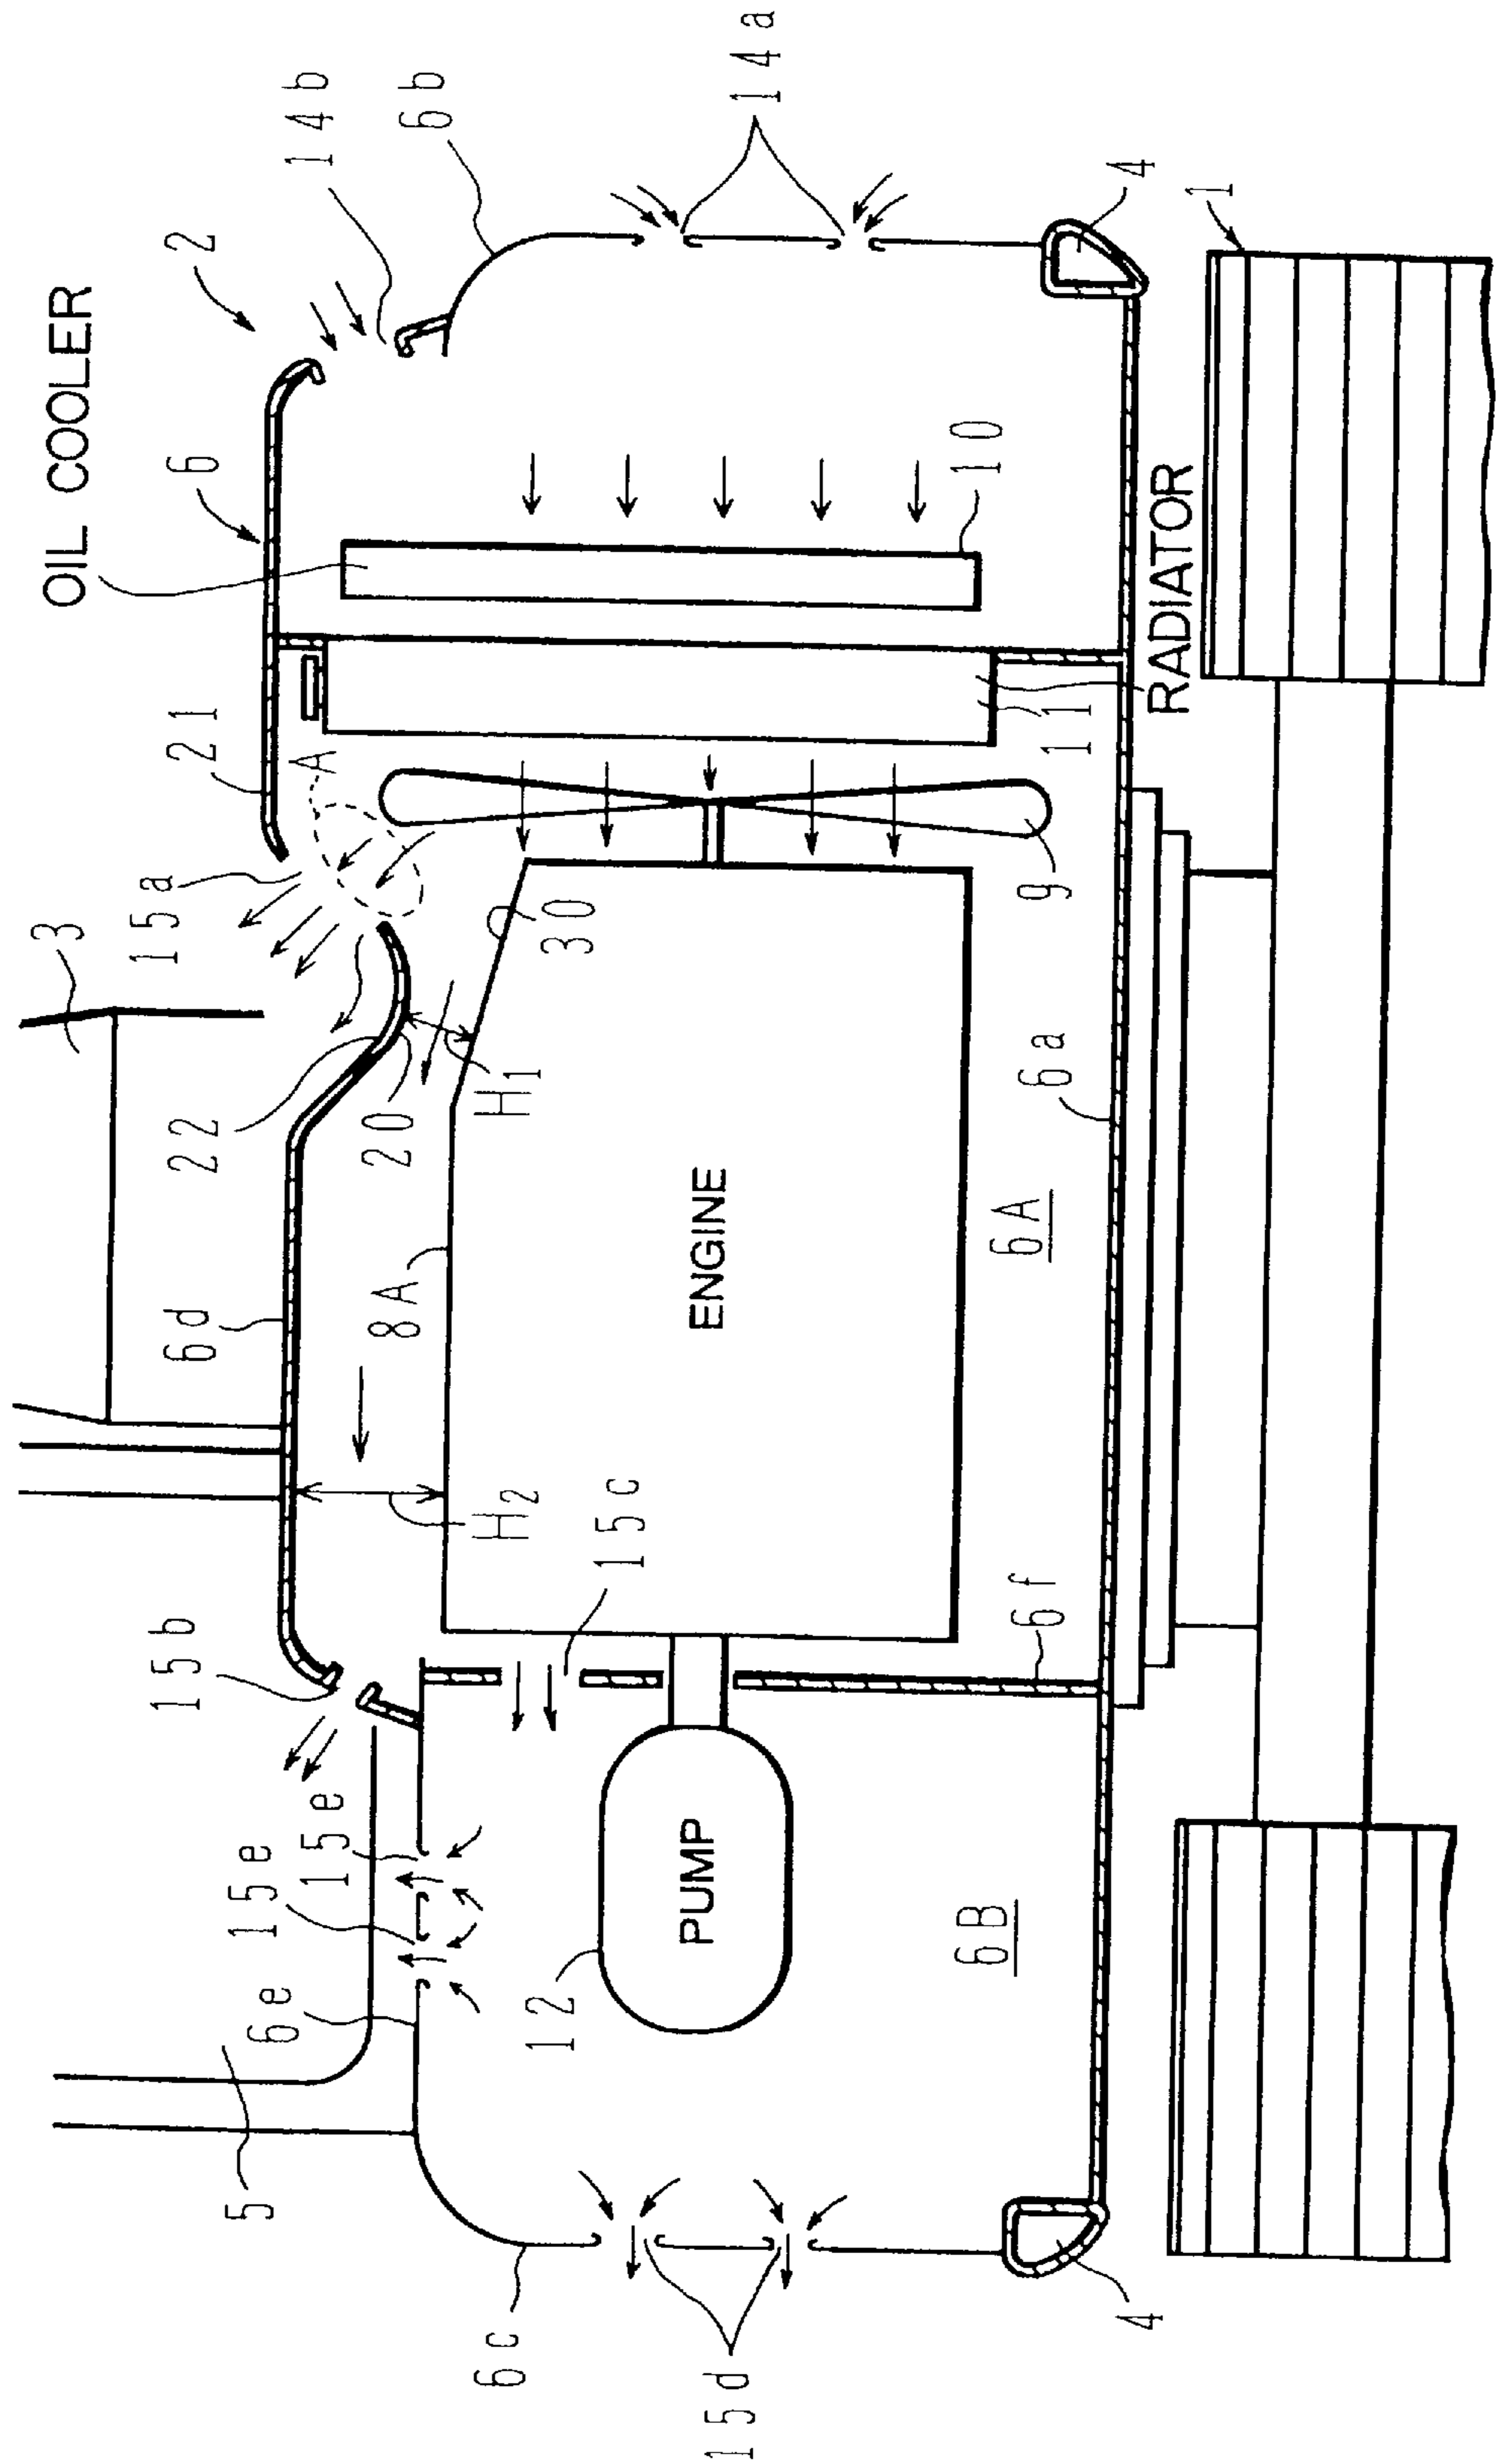 OIL COOLER
3
15b
6d
22
15a
21
6
2
5
6e
15e
15e
A
14b
8A
20
6b
6c
H2
H1
12
15c
30
15d
PUMP
ENGINE
14a
6B
6A
10
6f
6a
9
11
4
RADIATOR
4
1